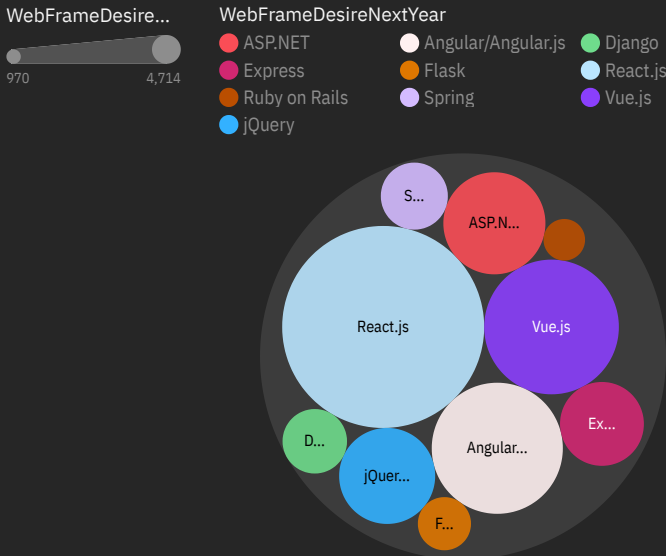 WebFrameDesire...
970
4,714
WebFrameDesireNextYear
ASP.NET
Angular/Angular.js
Django
Express
Flask
React.js
Ruby on Rails
Spring
Vue.js
jQuery
S...
ASP.N...
React.js
Vue.js
Ex...
D...
Angular...
jQuer...
F...